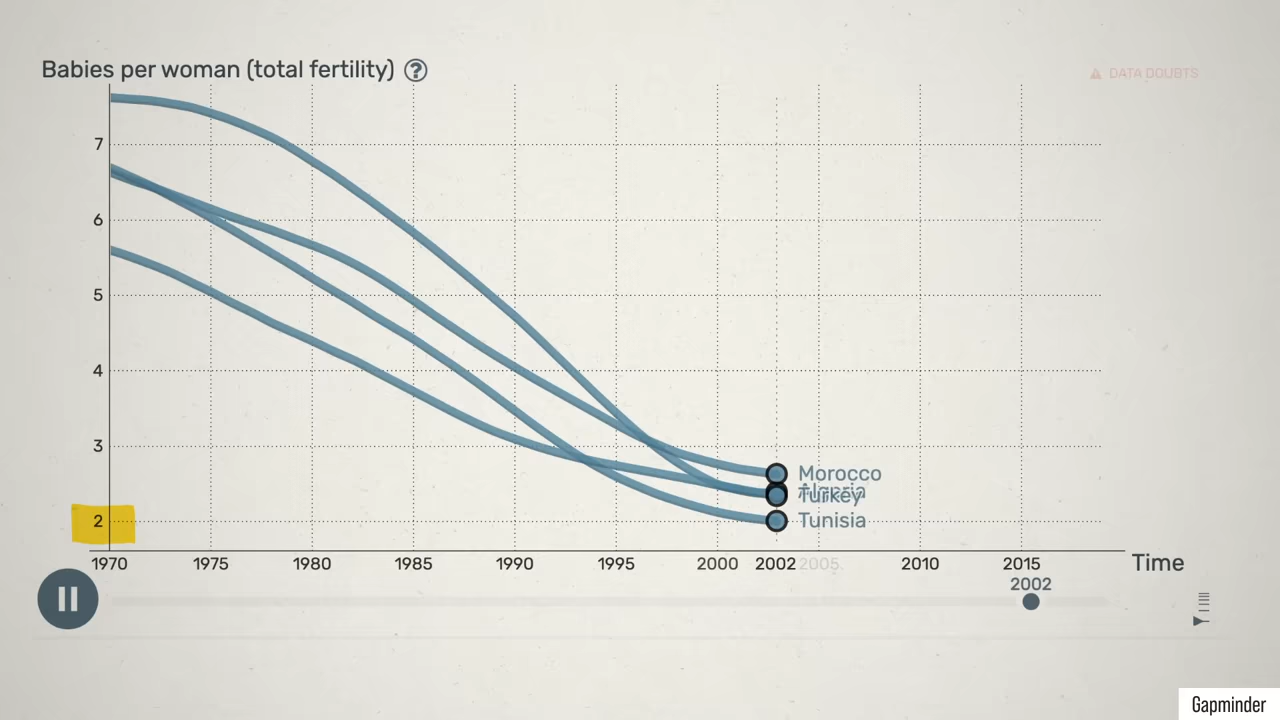 Babies per woman (total fertility) ?
DATA DOUBTS
7
6
5
4
3
2
Morocco
Turkey
Tunisia
1970 1975 1980 1985 1990 1995 2000 2002 2005 2010 2015 Time
2002
Gapminder